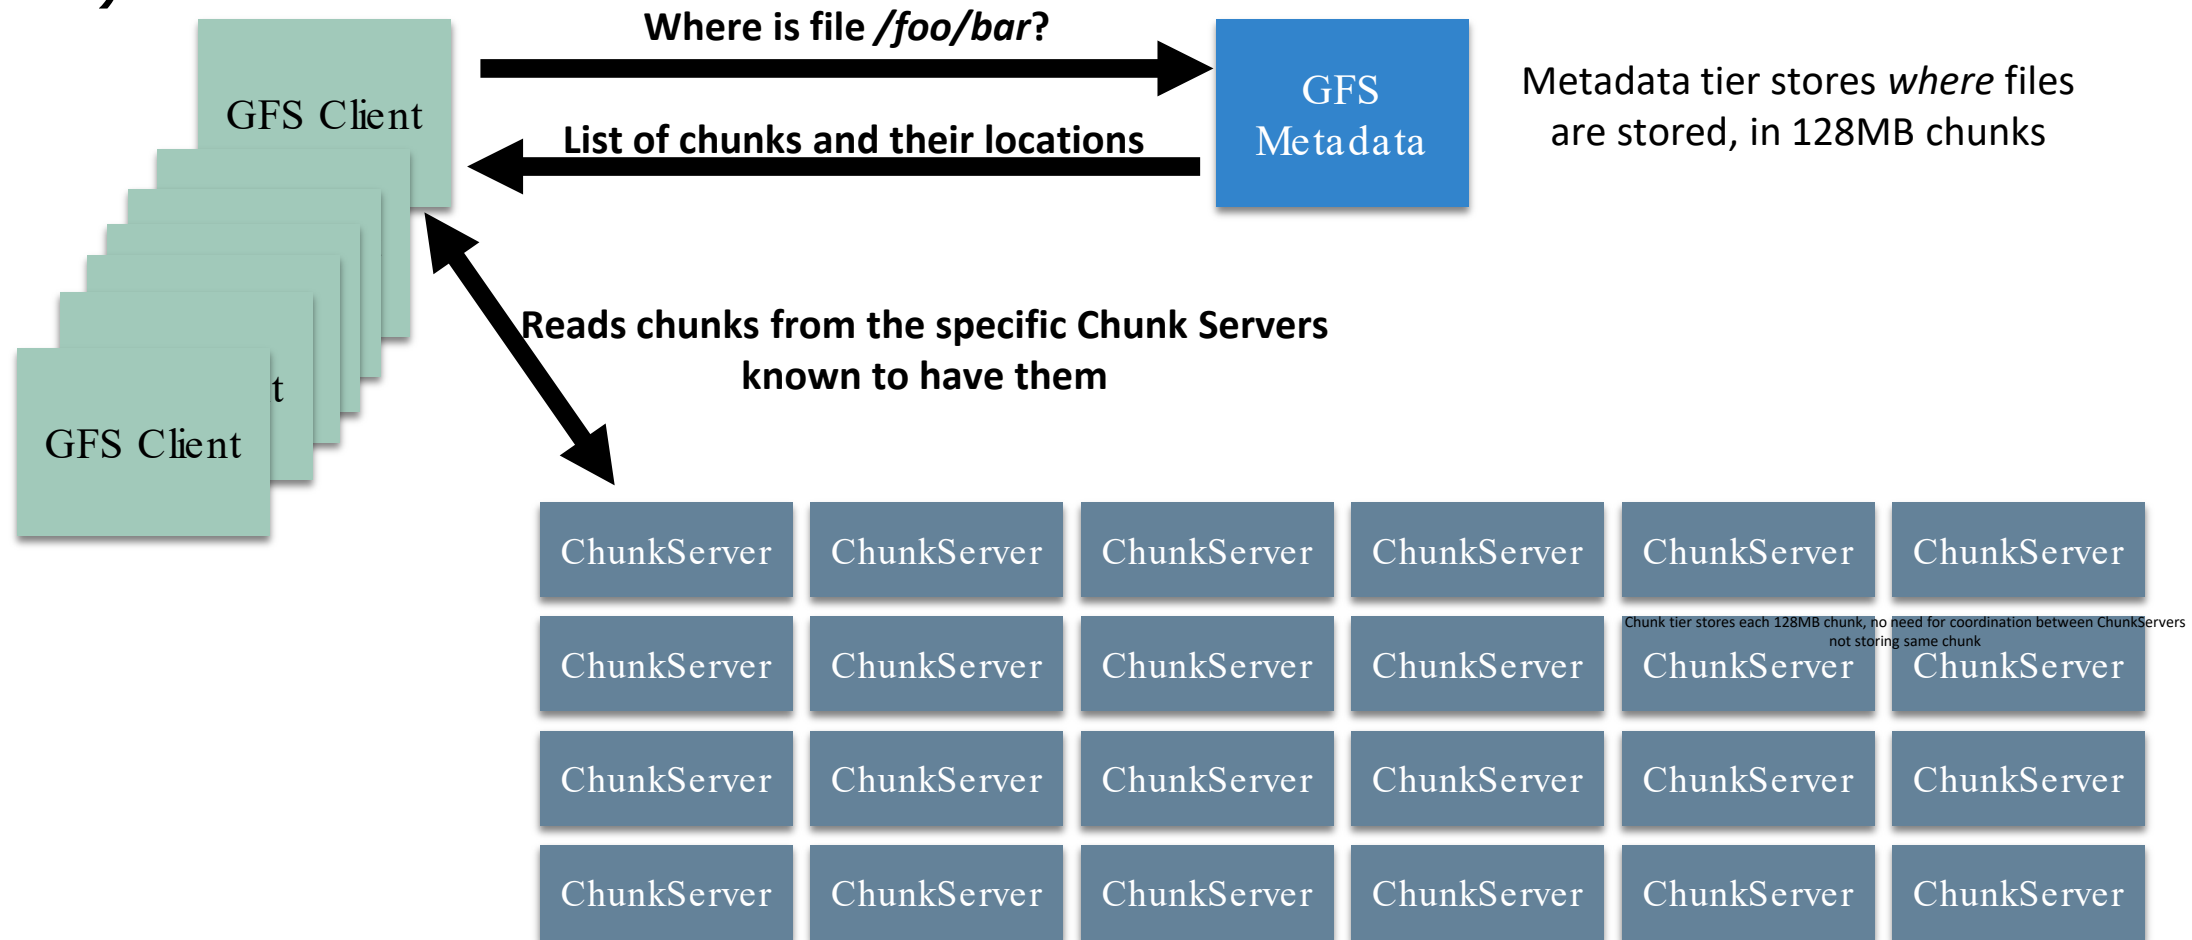 Where is file /foo/bar?
GFS Client
GFS
Metadata
Metadata tier stores where files
are stored, in 128MB chunks
List of chunks and their locations
Reads chunks from the specific Chunk Servers
known to have them
t
GFS Client
ChunkServer ChunkServer ChunkServer ChunkServer ChunkServer ChunkServer
Chunk tier stores each 128MB chunk, no need for coordination between ChunkServers
not storing same chunk
ChunkServer ChunkServer ChunkServer ChunkServer ChunkServer ChunkServer
ChunkServer ChunkServer ChunkServer ChunkServer ChunkServer ChunkServer
ChunkServer ChunkServer ChunkServer ChunkServer ChunkServer ChunkServer